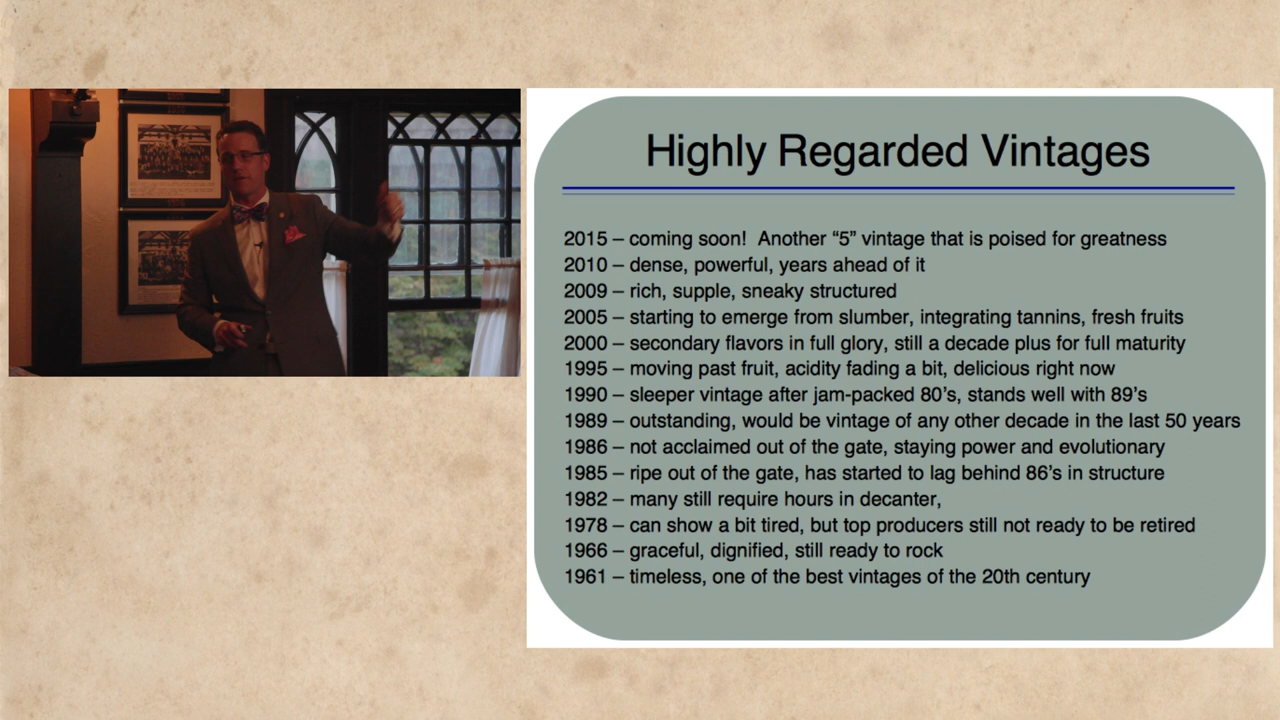 Highly Regarded Vintages
2015 – coming soon!  Another “5” vintage that is poised for greatness
2010 – dense, powerful, years ahead of it
2009 – rich, supple, sneaky structured
2005 – starting to emerge from slumber, integrating tannins, fresh fruits
2000 – secondary flavors in full glory, still a decade plus for full maturity
1995 – moving past fruit, acidity fading a bit, delicious right now
1990 – sleeper vintage after jam-packed 80’s, stands well with 89’s
1989 – outstanding, would be vintage of any other decade in the last 50 years
1986 – not acclaimed out of the gate, staying power and evolutionary
1985 – ripe out of the gate, has started to lag behind 86’s in structure
1982 – many still require hours in decanter,
1978 – can show a bit tired, but top producers still not ready to be retired
1966 – graceful, dignified, still ready to rock
1961 – timeless, one of the best vintages of the 20th century